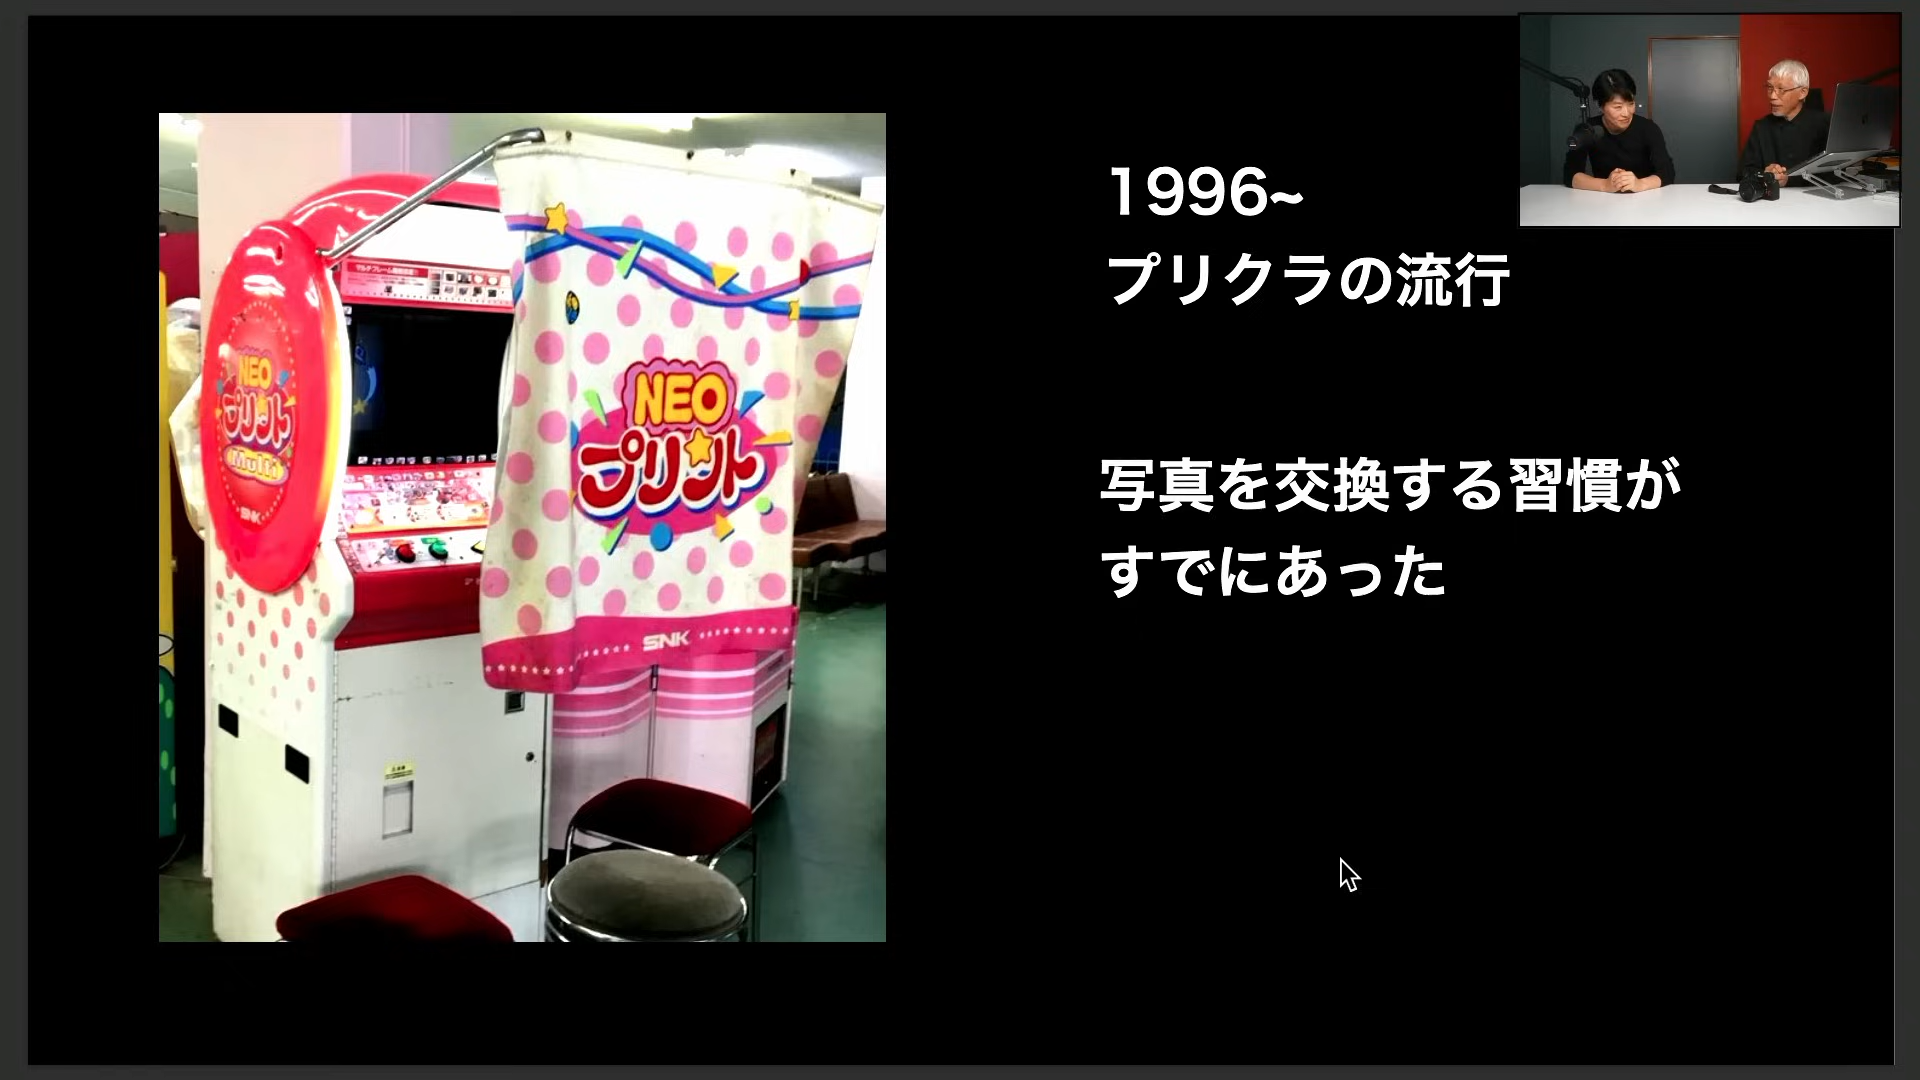 1996~
プリクラの流行
写真を交換する習慣が
すでにあった
NEO
プリント
Multi
SNK
NEO
プリント
SNK